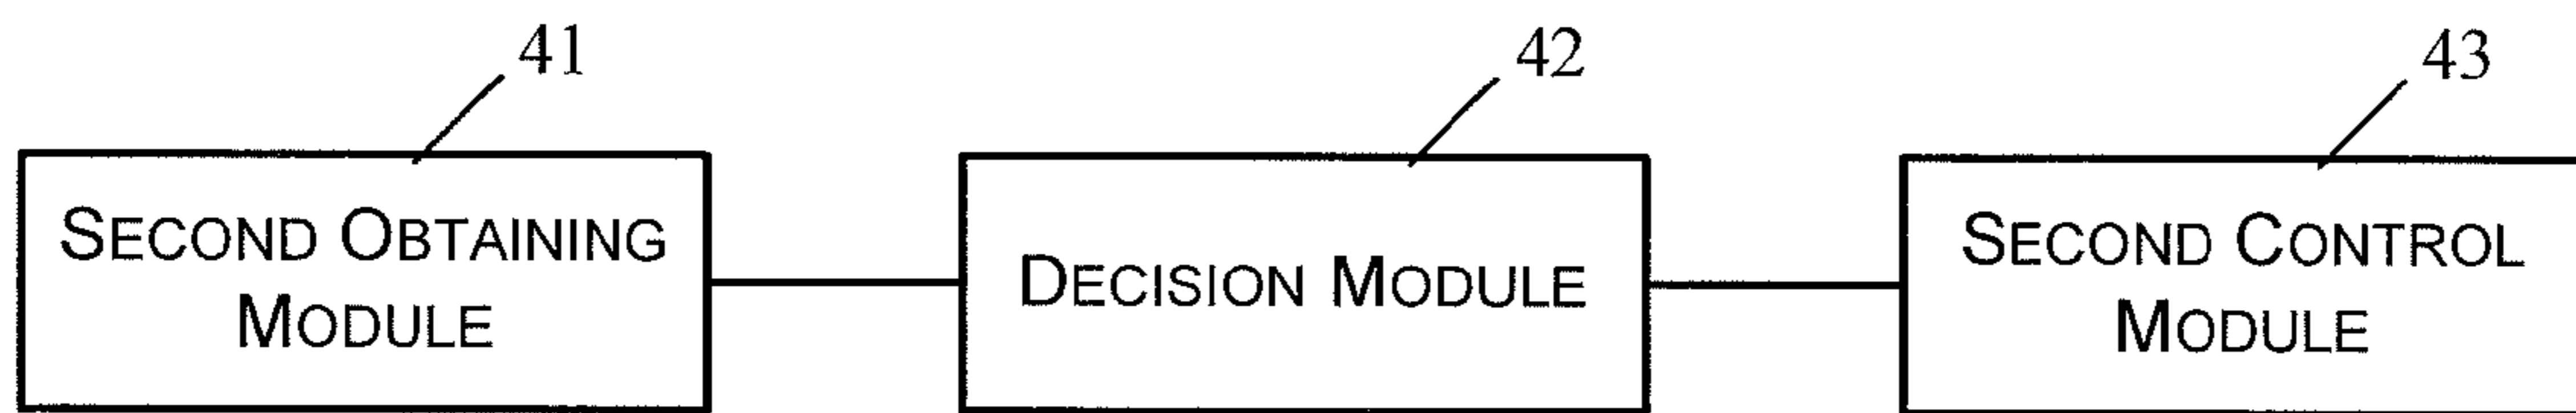 41
42
43
SECOND OBTAINING
MODULE
DECISION MODULE
SECOND CONTROL
MODULE